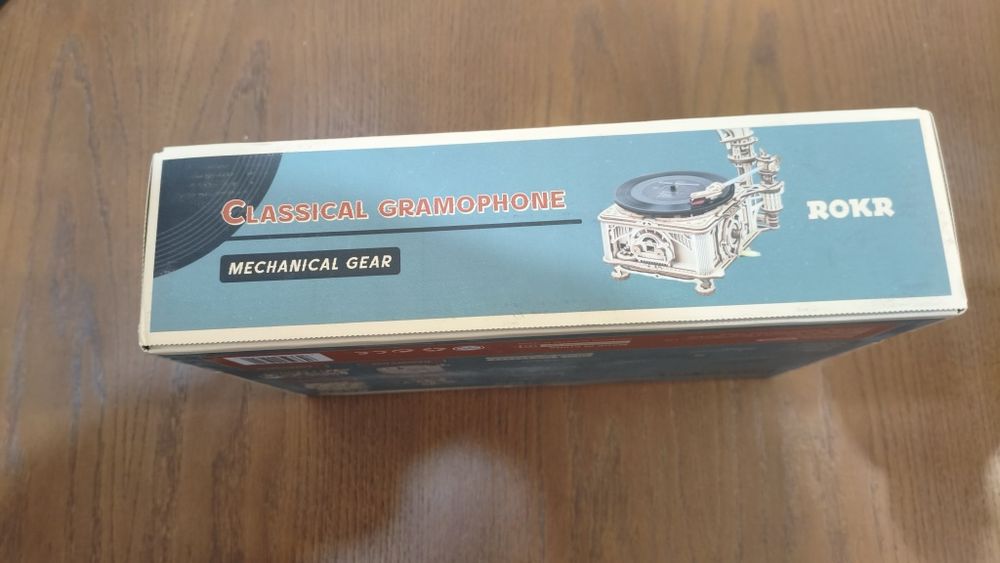 CLASSICAL GRAMOPHONE
MECHANICAL GEAR
ROKR